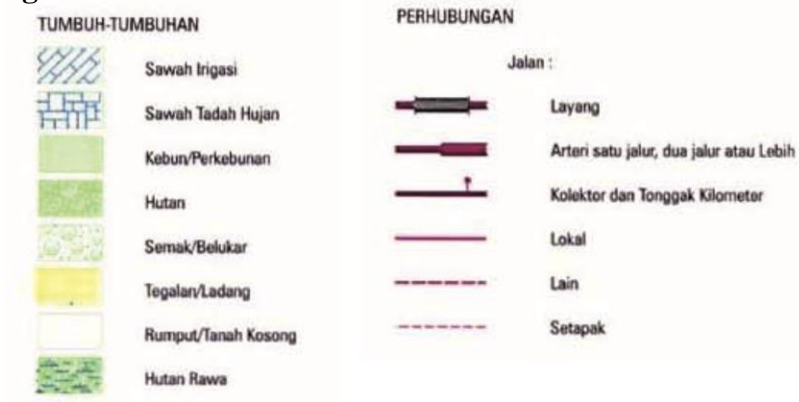 TUMBUH-TUMBUHAN
Sawah Irigasi
Sawah Tadah Hujan
Kebun/Perkebunan
Hutan
Semak/Belukar
Tegalan/Ladang
Rumput/Tanah Kosong
Hutan Rawa
PERHUBUNGAN
Jalan :
Layang
Arteri satu jalur, dua jalur atau Lebih
Kolektor dan Tonggak Kilometer
Lokal
Lain
Setapak